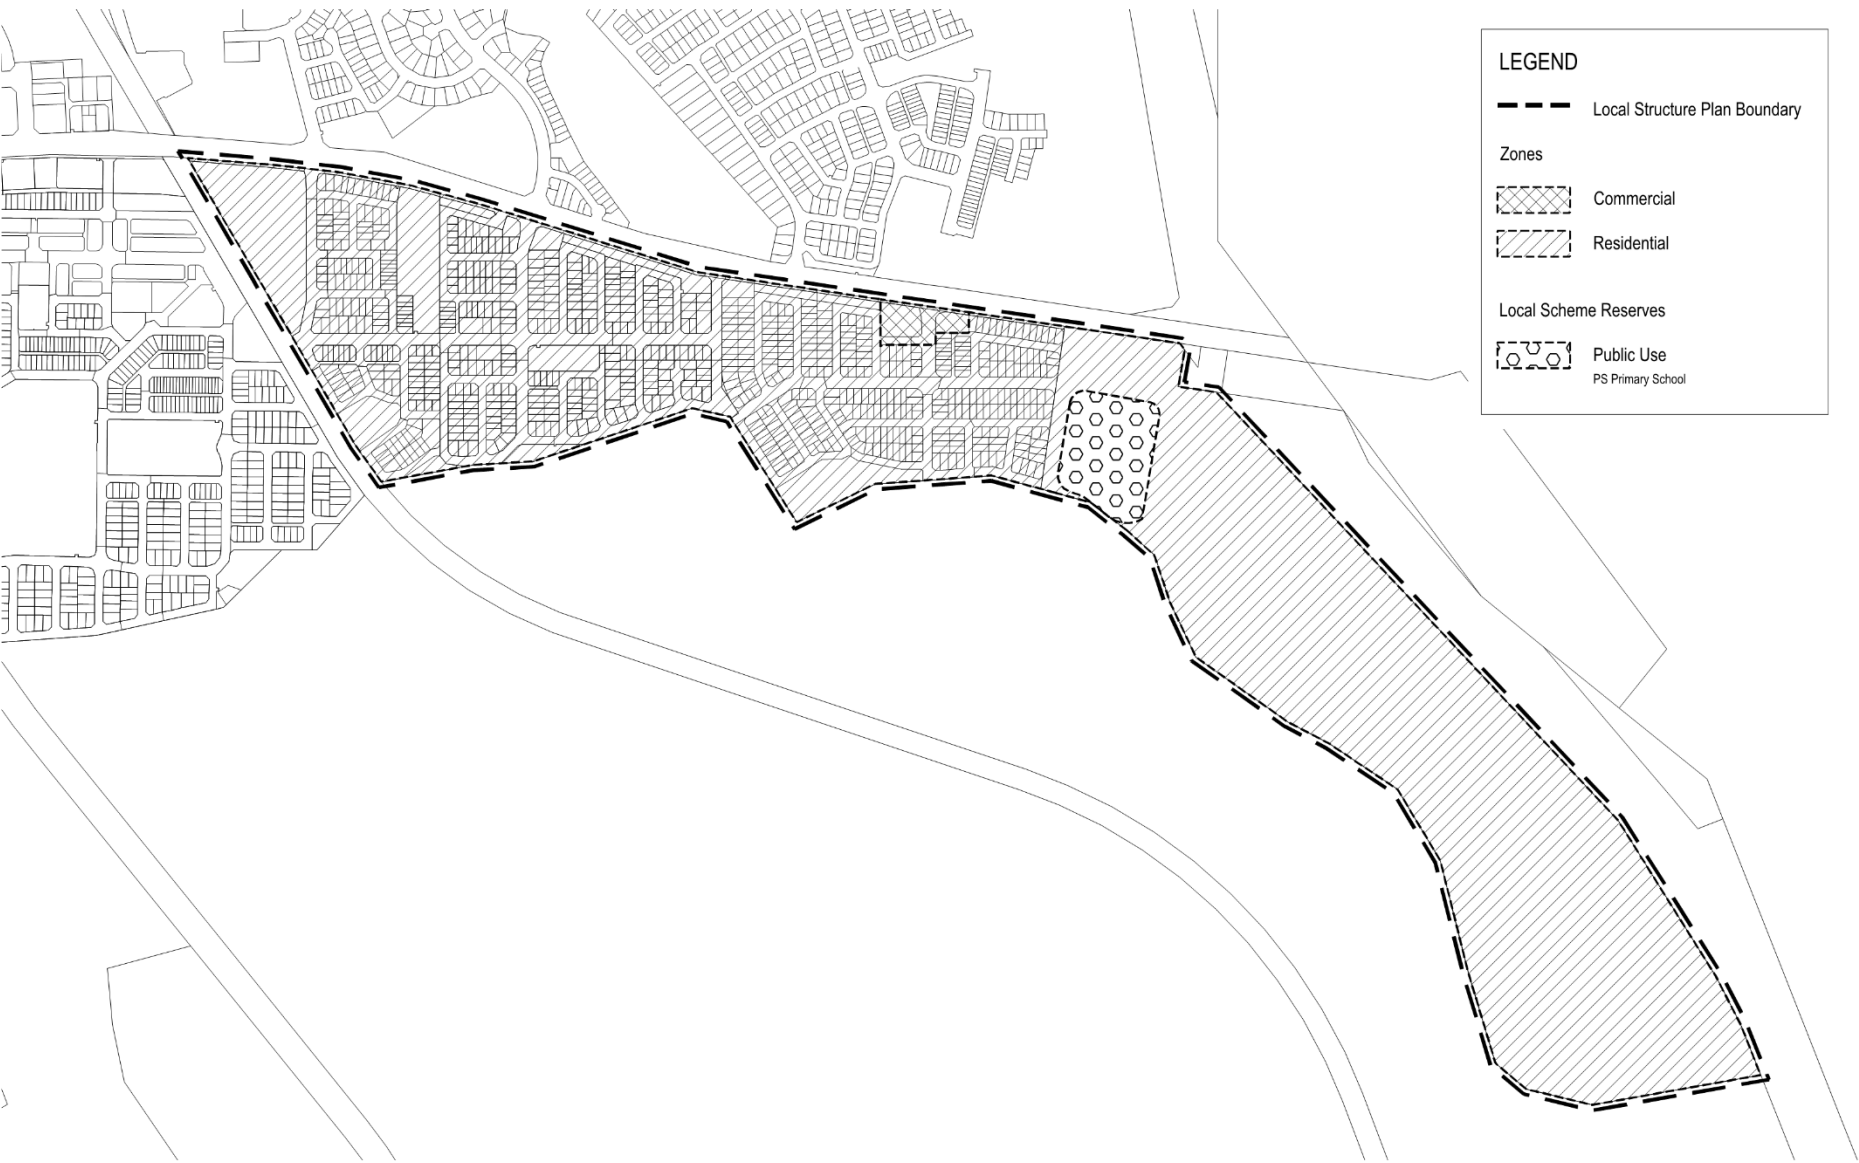 LEGEND
Local Structure Plan Boundary
Zones
Commercial
Residential
Local Scheme Reserves
Public Use
PS Primary School